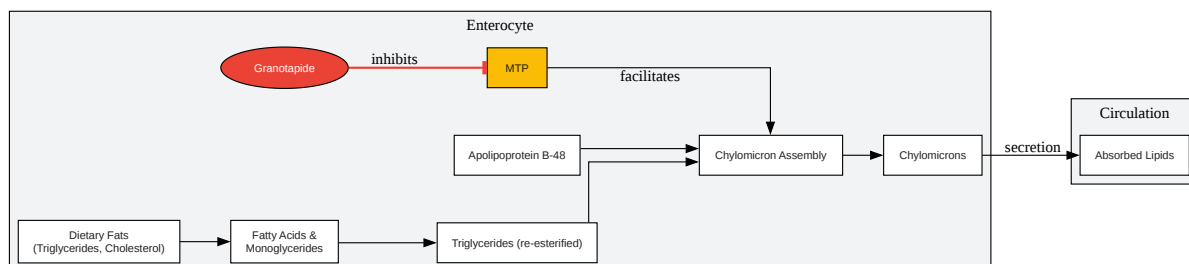 Enterocyte
Granotapide
inhibits
MTP
facilitates
Circulation
Apolipoprotein B-48
Chylomicron Assembly
Chylomicrons
secretion
Absorbed Lipids
Dietary Fats
(Triglycerides, Cholesterol)
Fatty Acids &
Monoglycerides
Triglycerides (re-esterified)